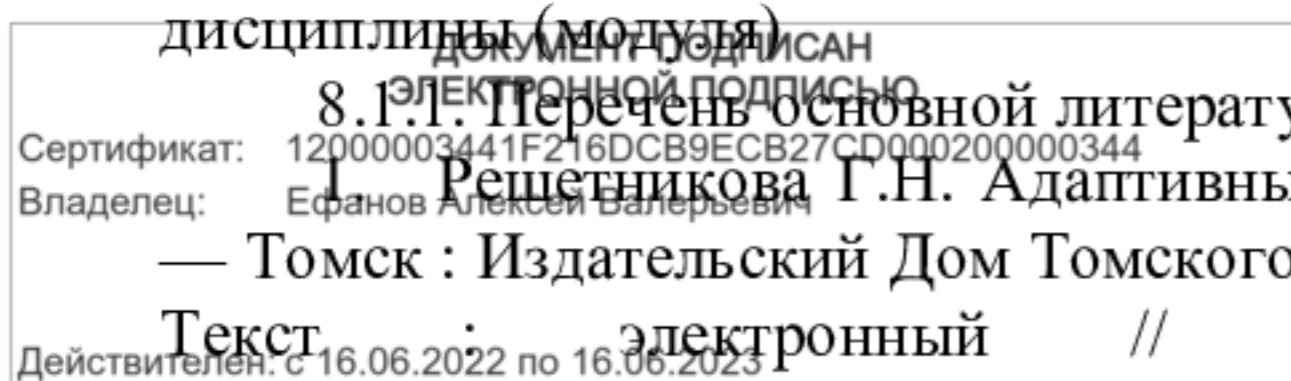 дисциплины (модуля)
ДОКУМЕНТ ПОДПИСАН
ЭЛЕКТРОННОЙ ПОДПИСЬЮ
8.1.1. Перечень основной литерату
Сертификат: 12000003441F216DCB9ECB27CD000200000344
1. Решетникова Г.Н. Адаптивны
Владелец: Ефанов Алексей Валерьевич
— Томск : Издательский Дом Томского
Текст : электронный //
Действителен: с 16.06.2022 по 16.06.2023